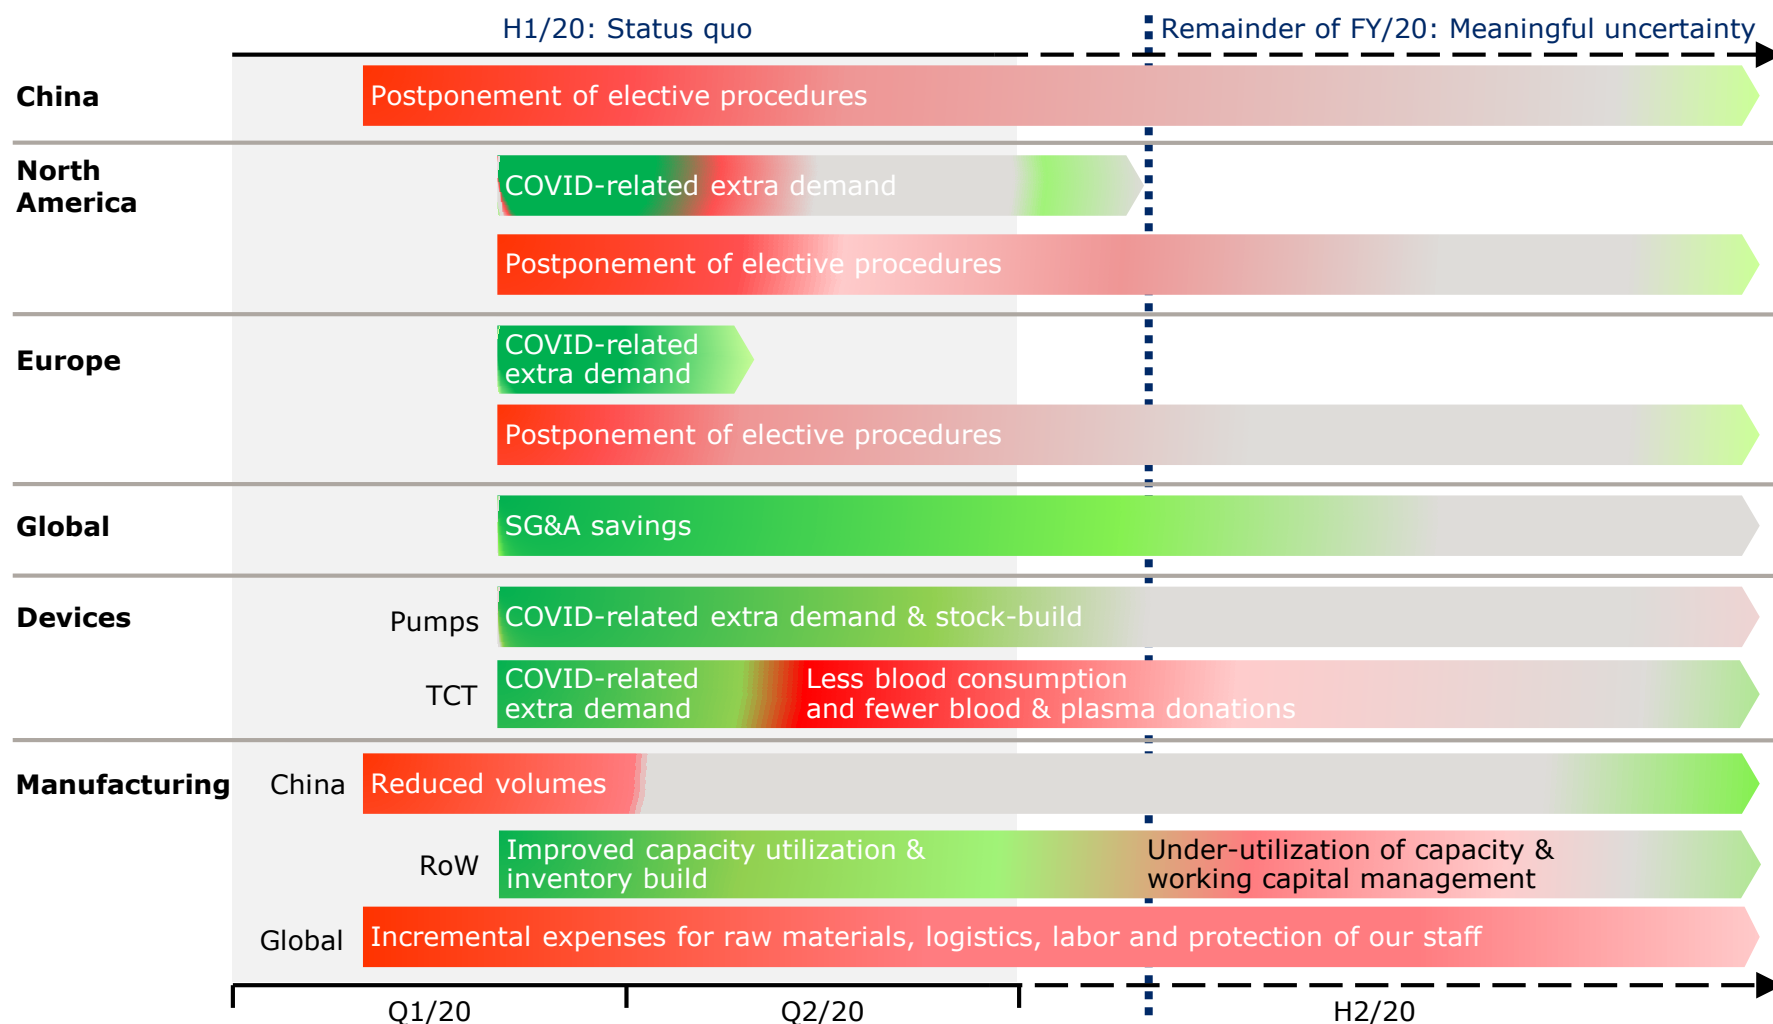 H1/20: Status quo
Remainder of FY/20: Meaningful uncertainty
China
Postponement of elective procedures
North
America
COVID-related extra demand
Postponement of elective procedures
Europe
COVID-related
extra demand
Postponement of elective procedures
Global
SG&A savings
Devices
Pumps
COVID-related extra demand & stock-build
TCT
COVID-related
extra demand
Less blood consumption
and fewer blood & plasma donations
Manufacturing
China
Reduced volumes
RoW
Improved capacity utilization &
inventory build
Under-utilization of capacity &
working capital management
Global
Incremental expenses for raw materials, logistics, labor and protection of our staff
Q1/20
Q2/20
H2/20